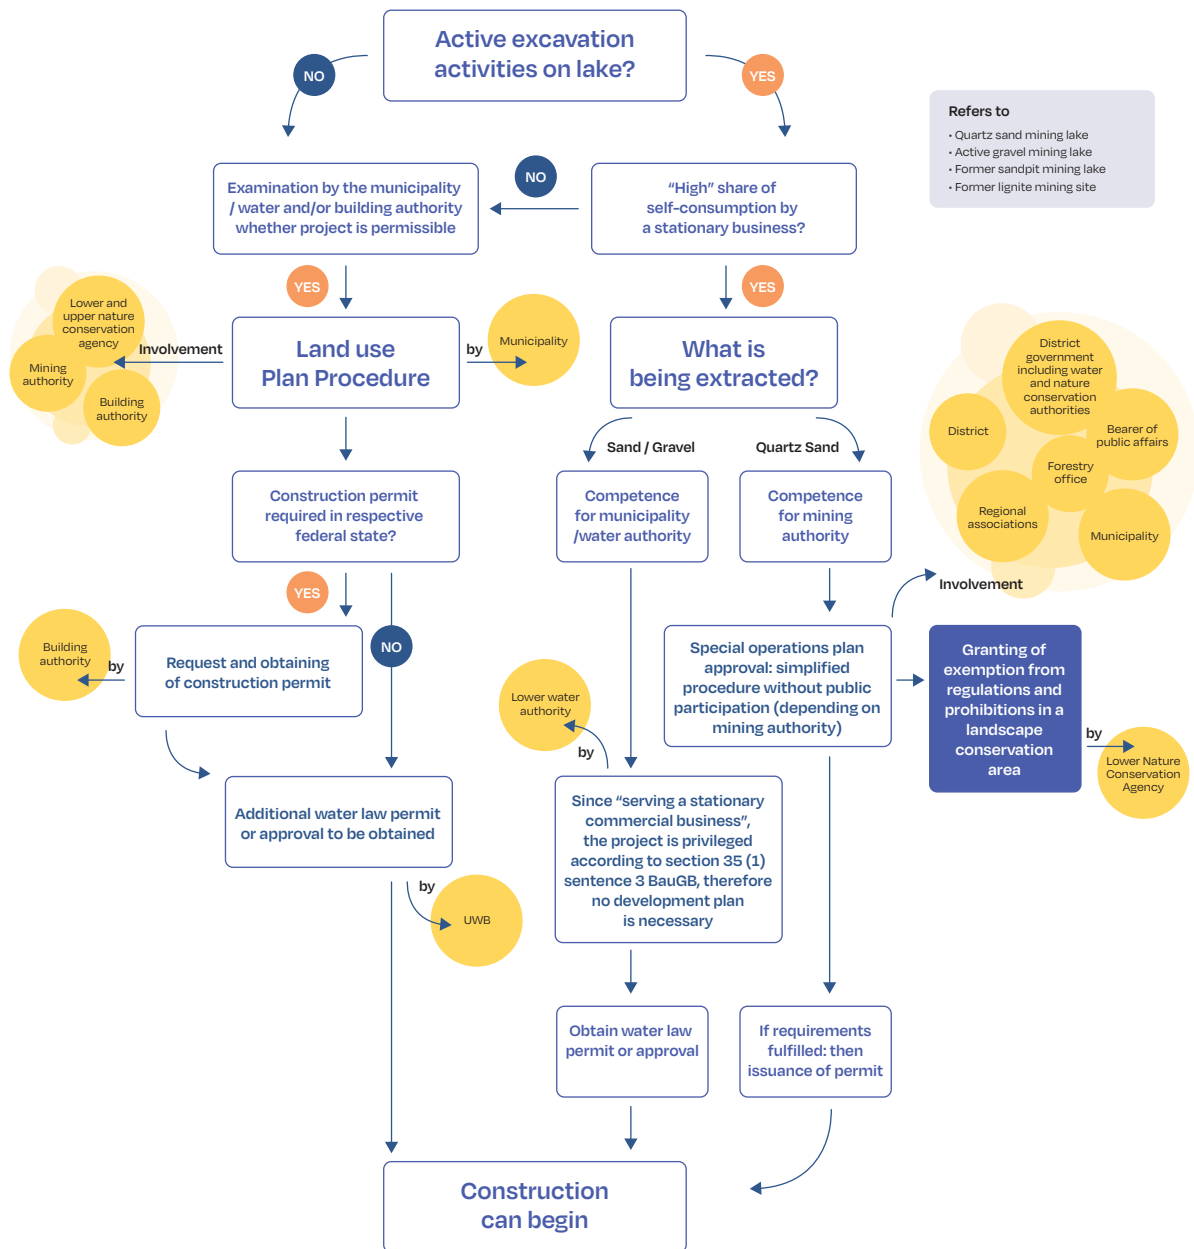 Active excavation
activities on lake?
NO
YES
Refers to
• Quartz sand mining lake
• Active gravel mining lake
• Former sandpit mining lake
• Former lignite mining site
Examination by the municipality
/ water and/or building authority
whether project is permissible
NO
“High” share of
self-consumption by
a stationary business?
YES
YES
Lower and
upper nature
conservation
agency
Mining
authority
Building
authority
Involvement
Land use
Plan Procedure
by
Municipality
What is
being extracted?
Sand / Gravel
Quartz Sand
District
government
including water
and nature
conservation
authorities
District
Bearer of
public affairs
Forestry
office
Regional
associations
Municipality
Involvement
Construction permit
required in respective
federal state?
Competence
for municipality
/water authority
Competence
for mining
authority
YES
NO
Building
authority
by
Request and obtaining
of construction permit
Special operations plan
approval: simplified
procedure without public
participation (depending on
mining authority)
Granting of
exemption from
regulations and
prohibitions in a
landscape
conservation
area
by
Lower Nature
Conservation
Agency
Lower water
authority
by
Additional water law permit
or approval to be obtained
by
UWB
Since “serving a stationary
commercial business”,
the project is privileged
according to section 35 (1)
sentence 3 BauGB, therefore
no development plan
is necessary
Obtain water law
permit or approval
If requirements
fulfilled: then
issuance of permit
Construction
can begin